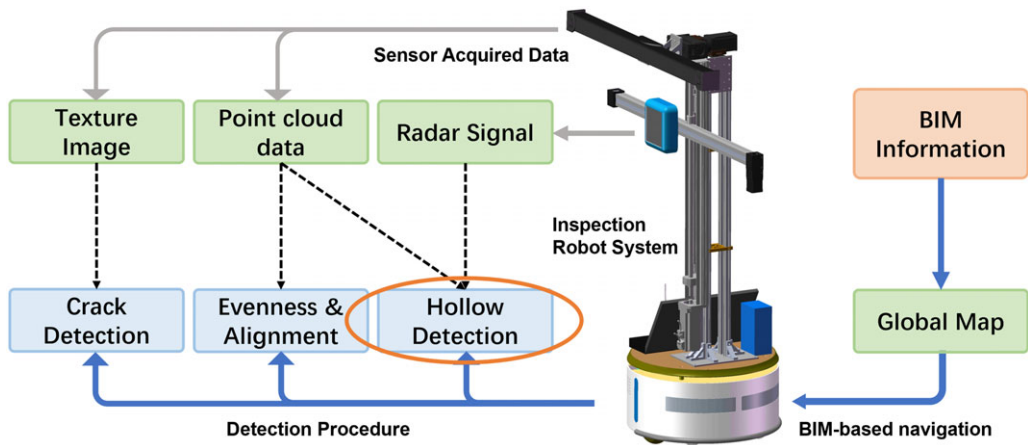 Sensor Acquired Data
Texture
Image
Point cloud
data
Radar Signal
BIM
Information
Inspection
Robot System
Crack
Detection
Evenness &
Alignment
Hollow
Detection
Global Map
Detection Procedure
BIM-based navigation